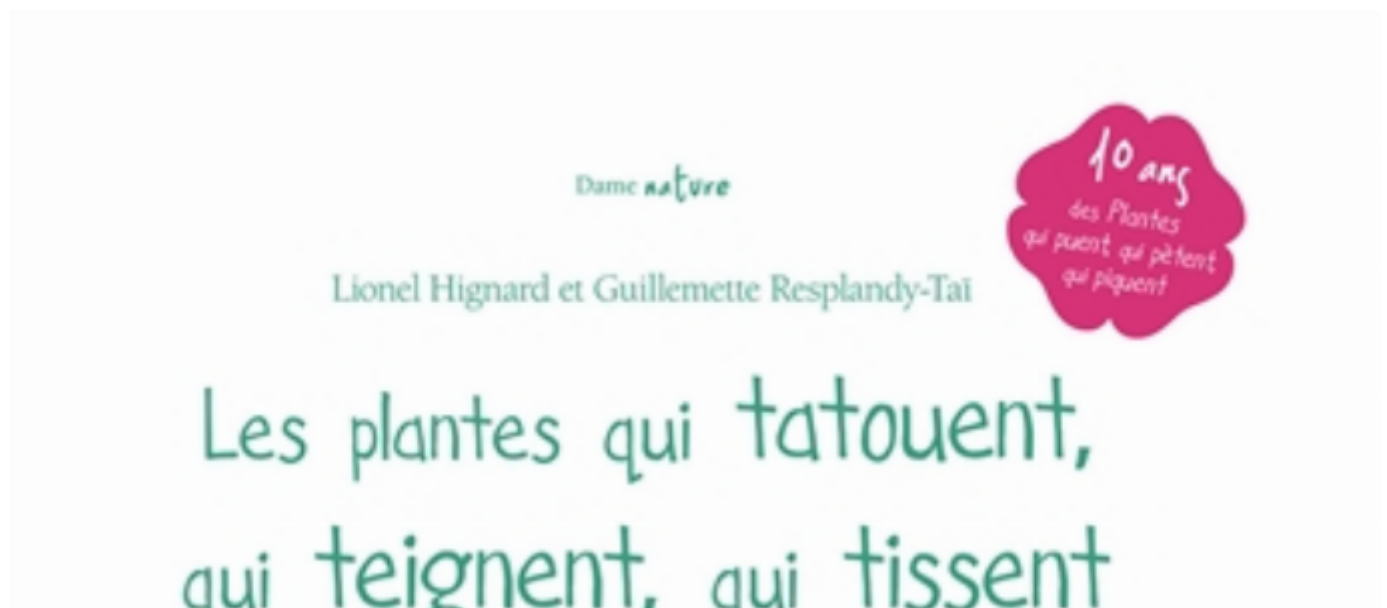 Dame nature
10 ans
des Plantes
qui puent qui pètent
qui piquent
Lionel Hignard et Guillemette Resplandy-Taï
Les plantes qui tatouent,
qui teignent, qui tissent